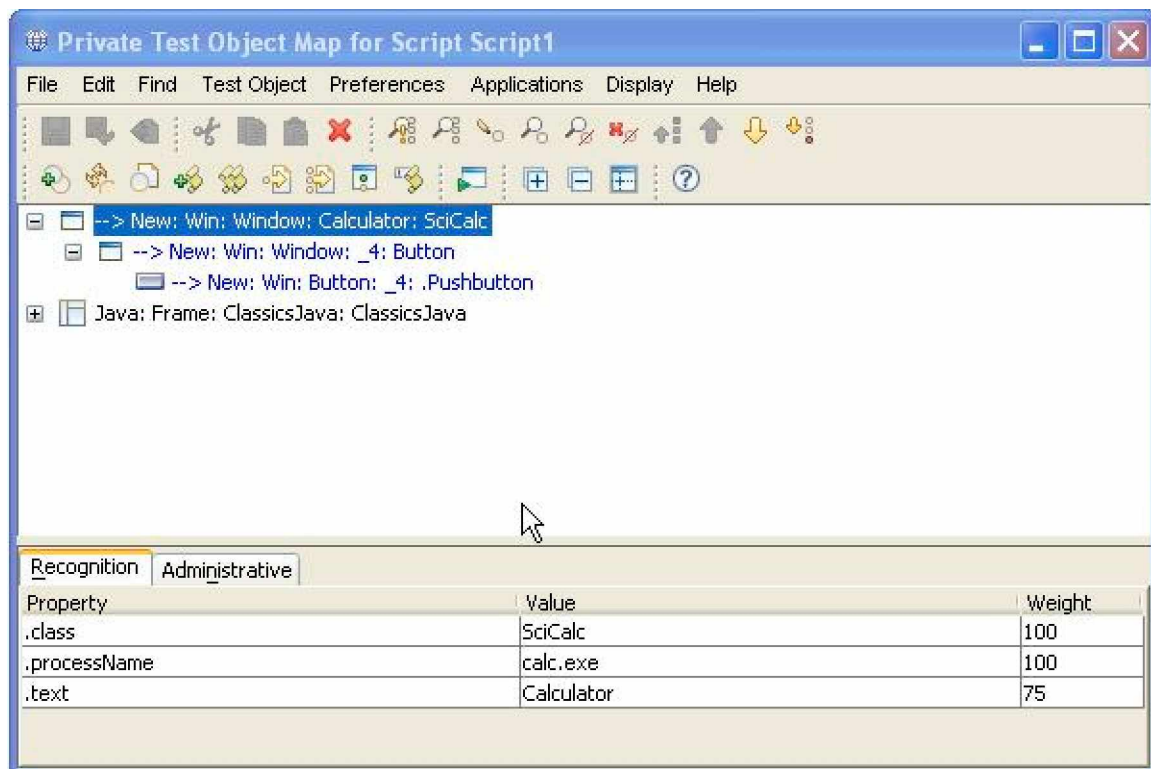 Private Test Object Map for Script Script1
File Edit Find Test Object Preferences Applications Display Help
--> New: Win: Window: Calculator: SciCalc
--> New: Win: Window: _4: Button
--> New: Win: Button: _4: .Pushbutton
Java: Frame: ClassicsJava: ClassicsJava
Recognition Administrative
Property Value Weight
.class SciCalc 100
.processName calc.exe 100
.text Calculator 75